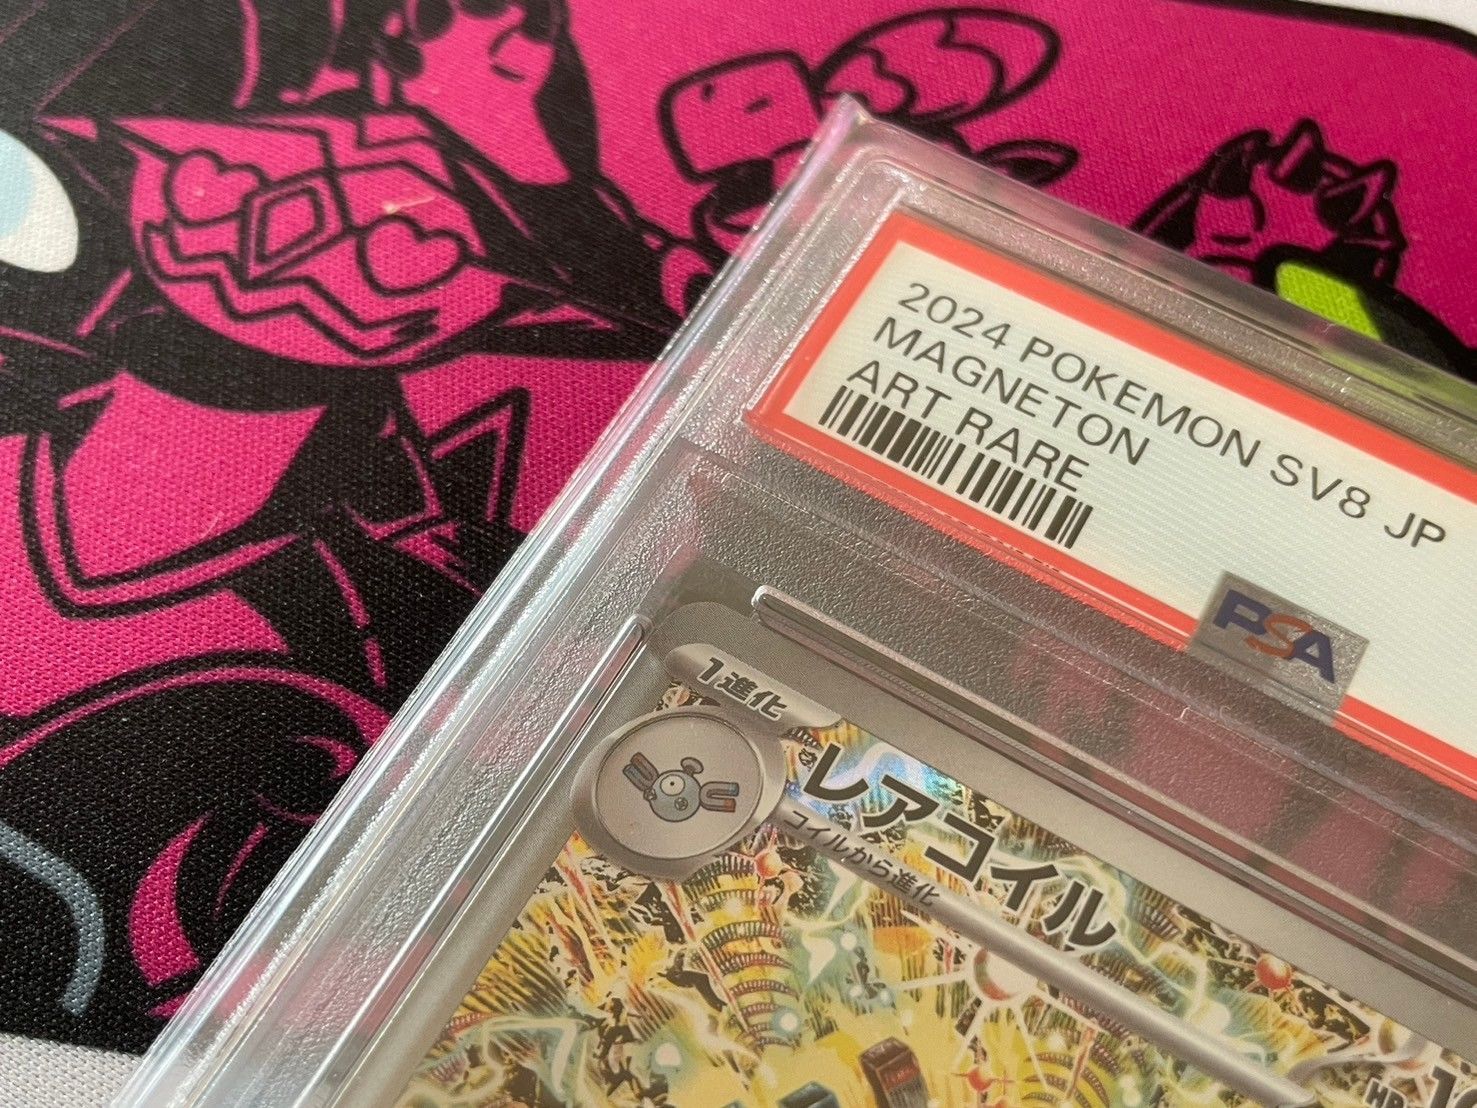 2024 POKEMON SV8 JP
MAGNETON
ART RARE
PSA
1進化
レアコイル
コイルから進化
HP